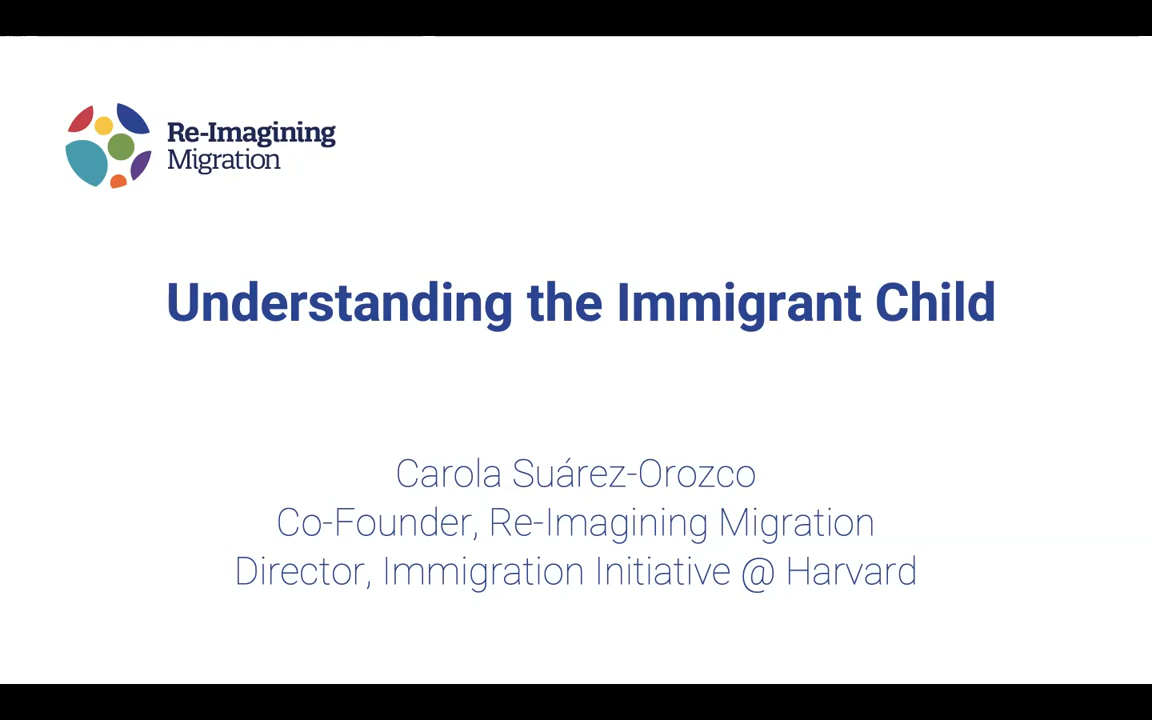 Re-Imagining
Migration
Understanding the Immigrant Child
Carola Suárez-Orozco
Co-Founder, Re-Imagining Migration
Director, Immigration Initiative @ Harvard